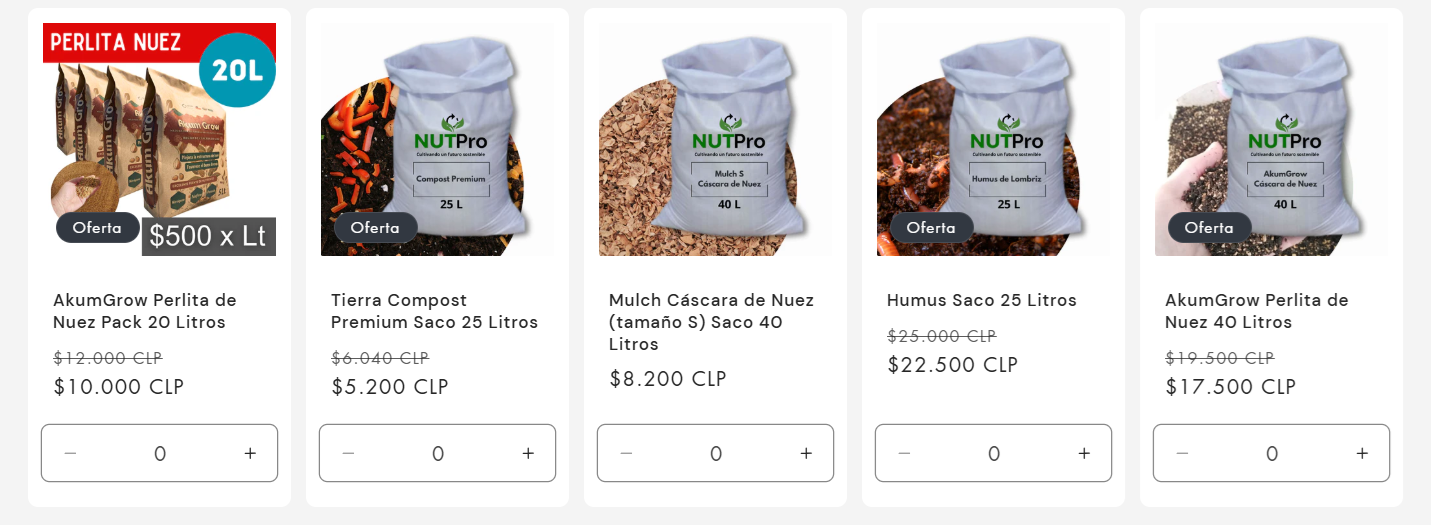 PERLITA NUEZ
20L
Akum Grow
Akum Grow
Oferta
$500 x Lt
AkumGrow Perlita de
Nuez Pack 20 Litros
$12.000 CLP
$10.000 CLP
− 0 +
NUTPro
Cultivando un futuro sostenible
Compost Premium
25 L
Oferta
Tierra Compost
Premium Saco 25 Litros
$6.040 CLP
$5.200 CLP
− 0 +
NUTPro
Cultivando un futuro sostenible
Mulch S
Cáscara de Nuez
40 L
Mulch Cáscara de Nuez
(tamaño S) Saco 40
Litros
$8.200 CLP
− 0 +
NUTPro
Cultivando un futuro sostenible
Humus de Lombriz
25 L
Oferta
Humus Saco 25 Litros
$25.000 CLP
$22.500 CLP
− 0 +
NUTPro
Cultivando un futuro sostenible
AkumGrow
Cáscara de Nuez
40 L
Oferta
AkumGrow Perlita de
Nuez 40 Litros
$19.500 CLP
$17.500 CLP
− 0 +